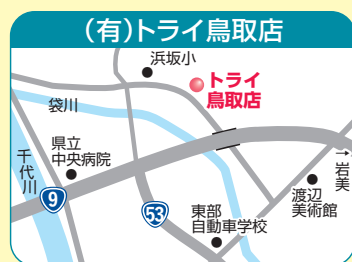 (有)トライ鳥取店
浜坂小
トライ
鳥取店
袋川
県立
中央病院
千代川
9
53
東部
自動車学校
渡辺
美術館
→岩美